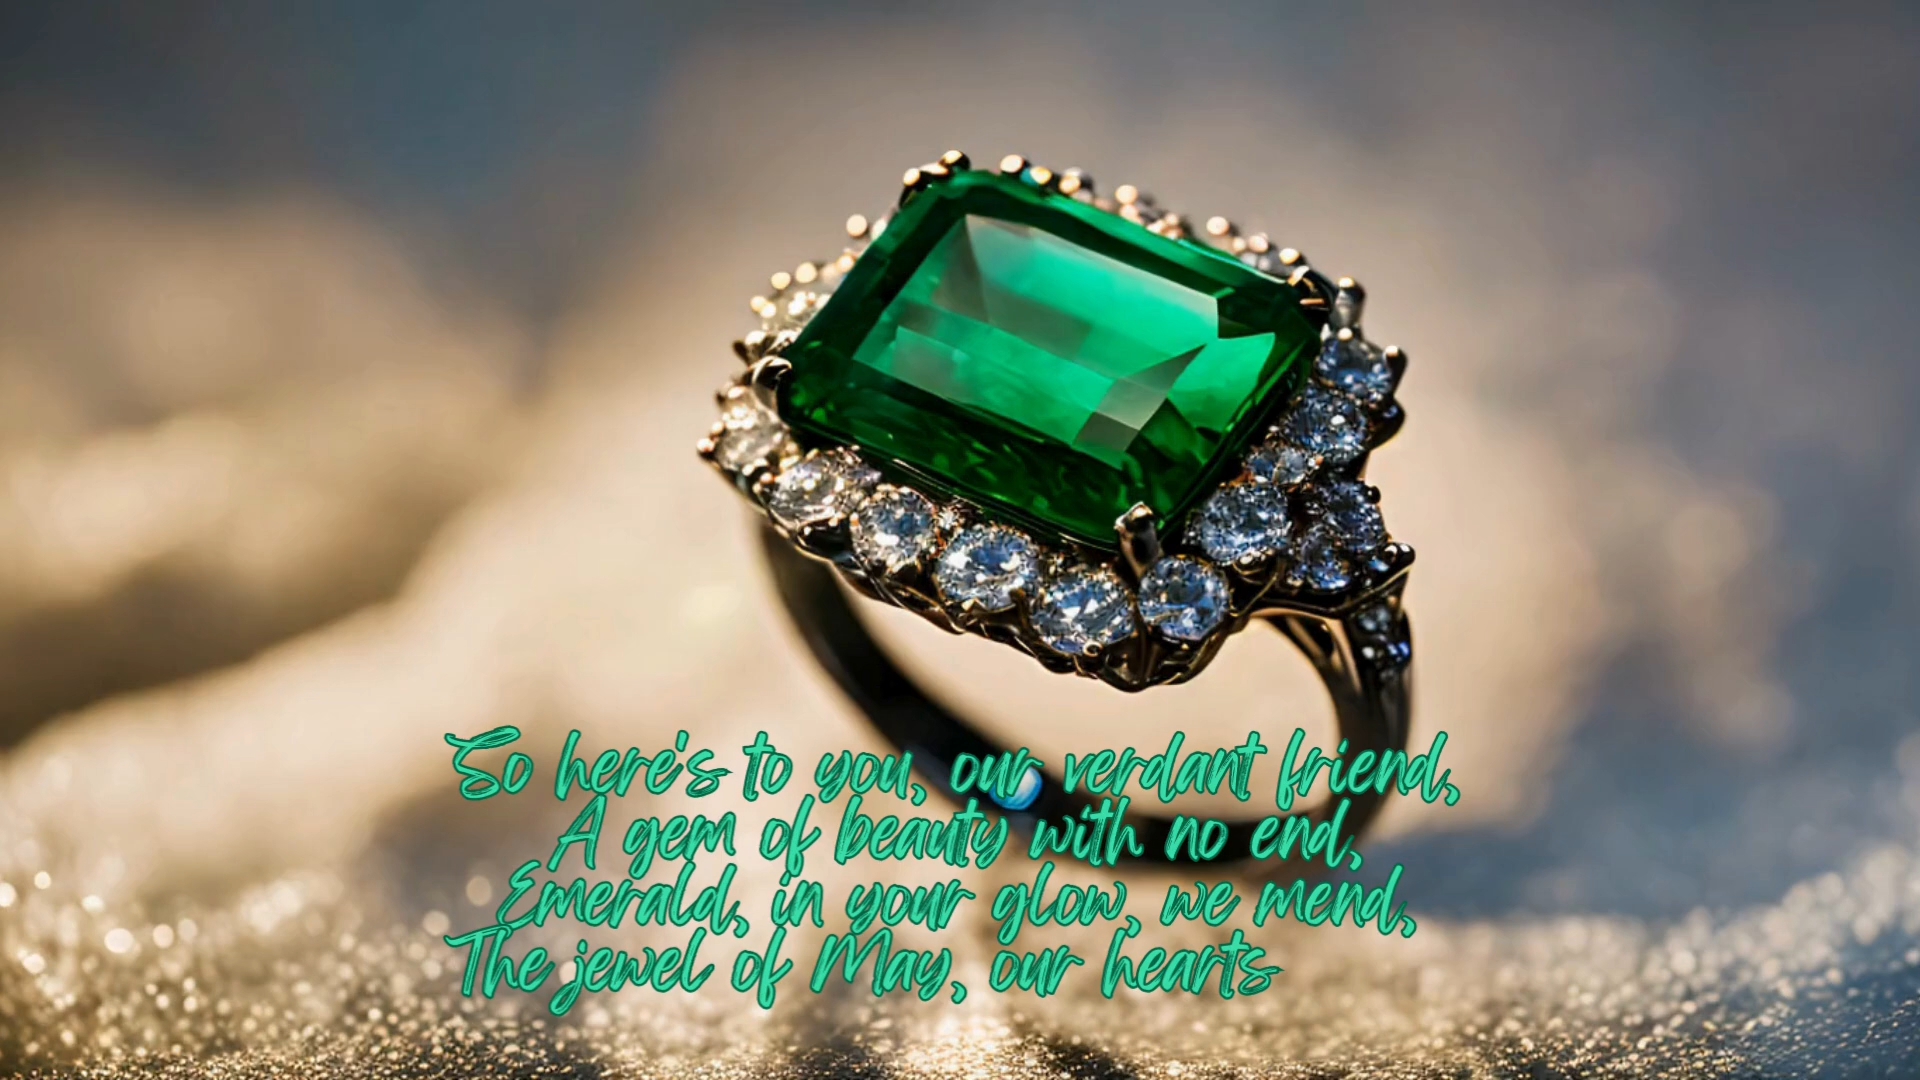 So here's to you, our verdant friend,
A gem of beauty with no end,
Emerald, in your glow, we mend,
The jewel of May, our hearts